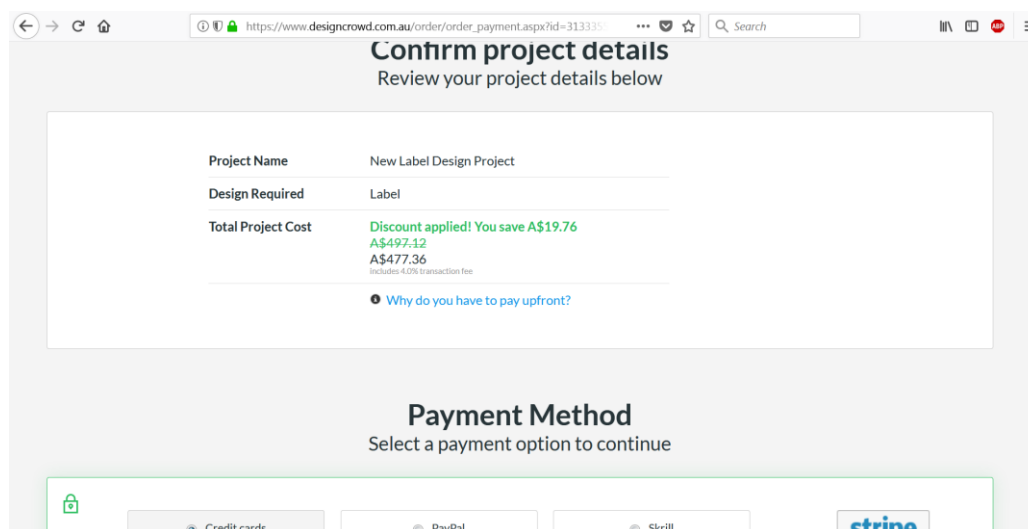 https://www.designcrowd.com.au/order/order_payment.aspx?id=31333
Search
ABP
Confirm project details
Review your project details below
Project Name New Label Design Project
Design Required Label
Total Project Cost Discount applied! You save A$19.76
A$497.12
A$477.36
Includes 4.0% transaction fee
Why do you have to pay upfront?
Payment Method
Select a payment option to continue
Credit cards PayPal Skrill stripe